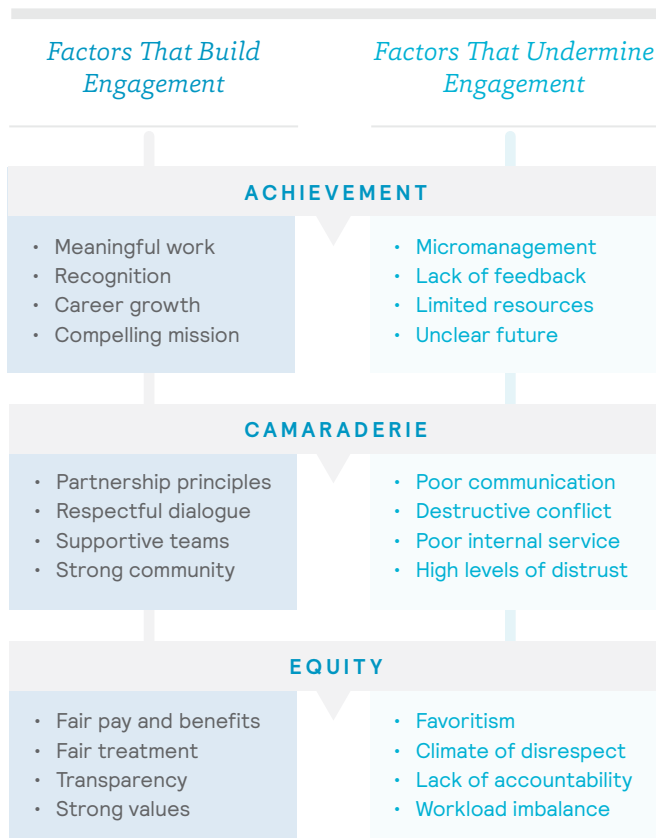 Factors That Build
Engagement
Factors That Undermine
Engagement
ACHIEVEMENT
• Meaningful work
• Recognition
• Career growth
• Compelling mission
• Micromanagement
• Lack of feedback
• Limited resources
• Unclear future
CAMARADERIE
• Partnership principles
• Respectful dialogue
• Supportive teams
• Strong community
• Poor communication
• Destructive conflict
• Poor internal service
• High levels of distrust
EQUITY
• Fair pay and benefits
• Fair treatment
• Transparency
• Strong values
• Favoritism
• Climate of disrespect
• Lack of accountability
• Workload imbalance